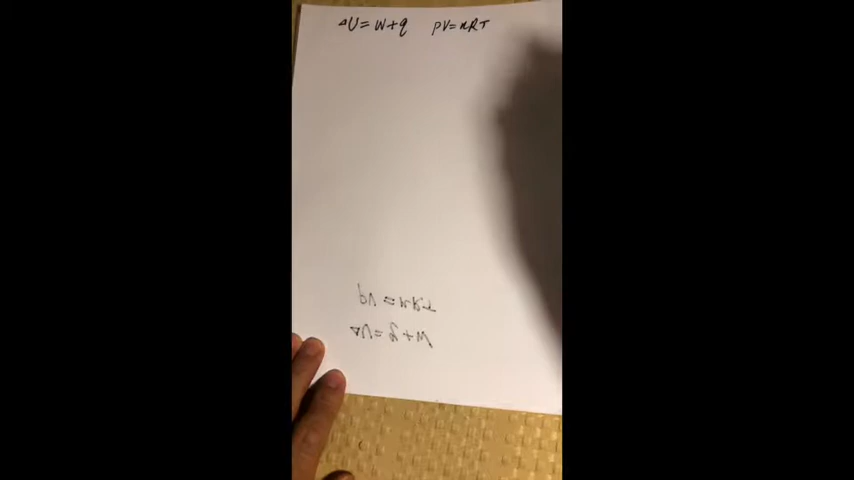 ΔU = W + q   PV = nRT
PV = nRT
ΔU = q + W